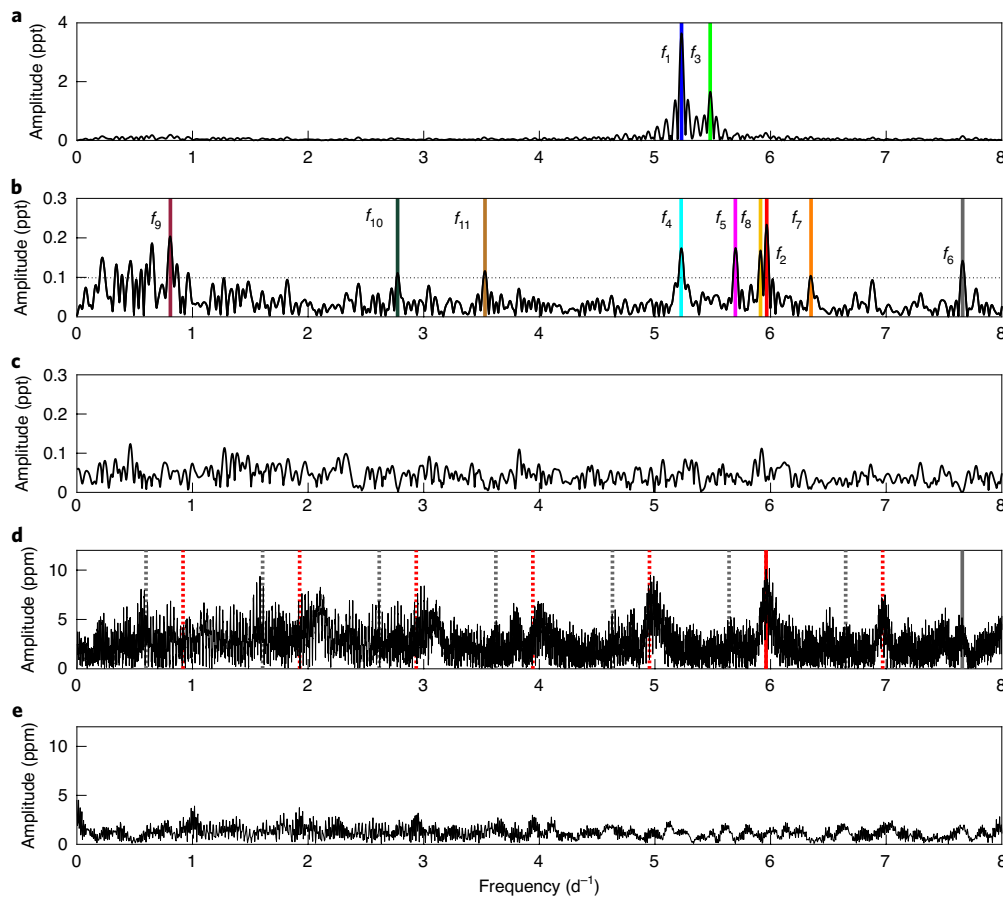 a
Amplitude (ppt)
4
2
0
f1
f3
0 1 2 3 4 5 6 7 8
b
Amplitude (ppt)
0.3
0.2
0.1
0
f9
f10
f11
f4
f5
f8
f2
f7
f6
0 1 2 3 4 5 6 7 8
c
Amplitude (ppt)
0.3
0.2
0.1
0
0 1 2 3 4 5 6 7 8
d
Amplitude (ppm)
10
5
0
0 1 2 3 4 5 6 7 8
e
Amplitude (ppm)
10
5
0
0 1 2 3 4 5 6 7 8
Frequency (d⁻¹)